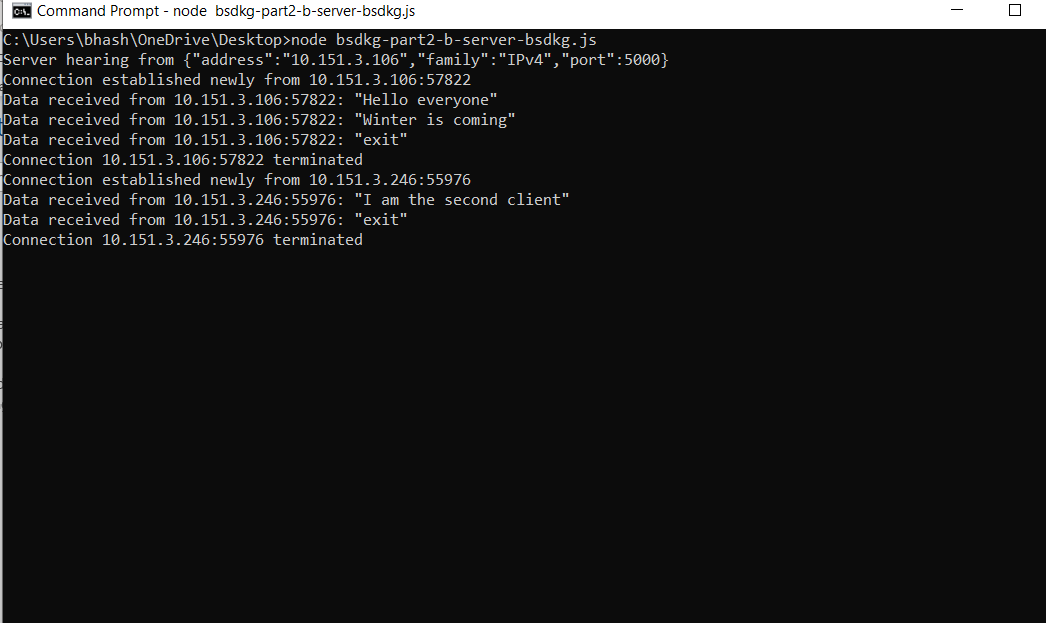 Command Prompt - node  bsdkg-part2-b-server-bsdkg.js
C:\Users\bhash\OneDrive\Desktop>node bsdkg-part2-b-server-bsdkg.js
Server hearing from {"address":"10.151.3.106","family":"IPv4","port":5000}
Connection established newly from 10.151.3.106:57822
Data received from 10.151.3.106:57822: "Hello everyone"
Data received from 10.151.3.106:57822: "Winter is coming"
Data received from 10.151.3.106:57822: "exit"
Connection 10.151.3.106:57822 terminated
Connection established newly from 10.151.3.246:55976
Data received from 10.151.3.246:55976: "I am the second client"
Data received from 10.151.3.246:55976: "exit"
Connection 10.151.3.246:55976 terminated